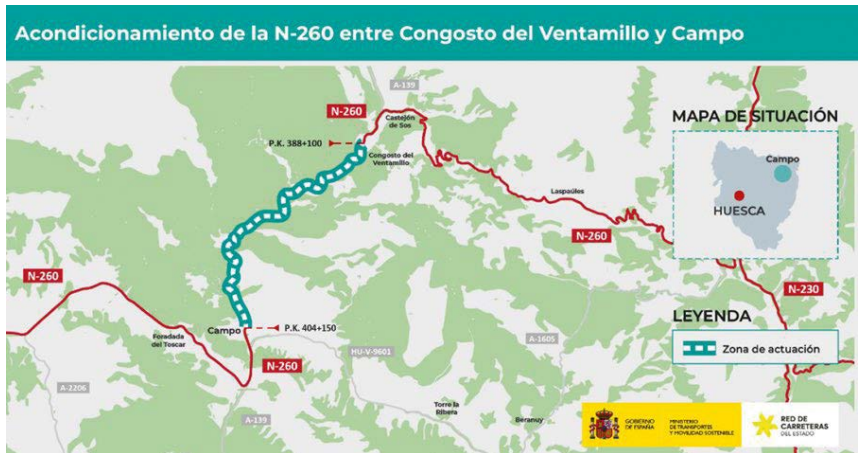 Acondicionamiento de la N-260 entre Congosto del Ventamillo y Campo
A-139
N-260
Castejón
de Sos
P.K. 388+100
Congosto del
Ventamillo
MAPA DE SITUACIÓN
Campo
HUESCA
Laspaúles
N-260
N-260
N-230
Campo
P.K. 404+150
Foradada
del Toscar
LEYENDA
Zona de actuación
HU-V-9601
A-1605
N-260
A-2206
A-139
Torre la
Ribera
Beranuy
GOBIERNO
DE ESPAÑA
MINISTERIO
DE TRANSPORTES
Y MOVILIDAD SOSTENIBLE
RED DE
CARRETERAS
DEL ESTADO